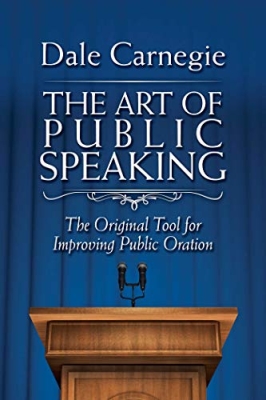 Dale Carnegie
THE ART OF
PUBLIC
SPEAKING
The Original Tool for
Improving Public Oration